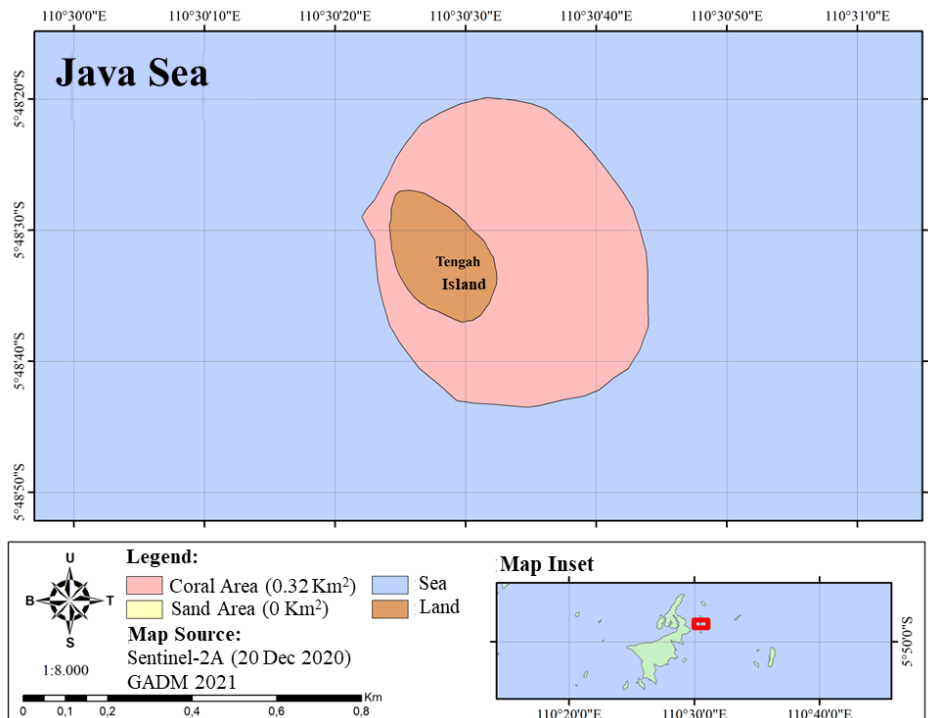 110°30'0"E 110°30'10"E 110°30'20"E 110°30'30"E 110°30'40"E 110°30'50"E 110°31'0"E
Java Sea
5°48'20"S
5°48'30"S
5°48'40"S
5°48'50"S
Tengah
Island
U
B T
S
1:8.000
Legend:
Coral Area (0.32 Km²)
Sand Area (0 Km²)
Sea
Land
Map Source:
Sentinel-2A (20 Dec 2020)
GADM 2021
Km
0 0,1 0,2 0,4 0,6 0,8
Map Inset
5°50'0"S
110°20'0"E 110°30'0"E 110°40'0"E